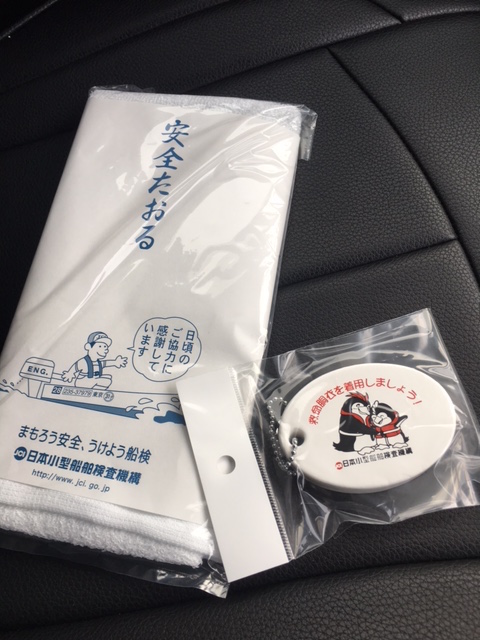 安全たおる
日頃の
ご協力に
感謝して
います
ENG.
まもろう安全、うけよう船検
JCI 日本小型船舶検査機構
http://www.jci.go.jp
救命胴衣を着用しましょう!
JCI 日本小型船舶検査機構